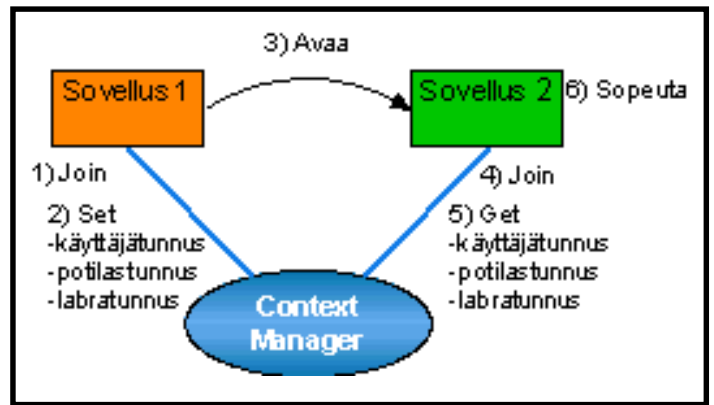 3) Avaa
Sovellus 1
Sovellus 2
6) Sopeuta
1) Join
2) Set
-käyttäjätunnus
-potilastunnus
-labratunnus
4) Join
5) Get
-käyttäjätunnus
-potilastunnus
-labratunnus
Context
Manager